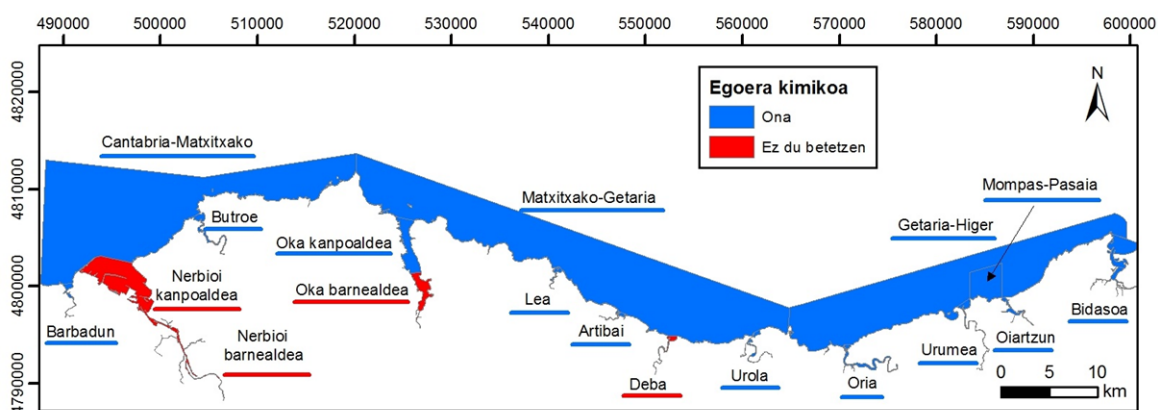 490000 500000 510000 520000 530000 540000 550000 560000 570000 580000 590000 600000
4820000
4810000
4800000
4790000
N
Egoera kimikoa
Ona
Ez du betetzen
Cantabria-Matxitxako
Matxitxako-Getaria
Mompas-Pasaia
Getaria-Higer
Butroe
Oka kanpoaldea
Oka barnealdea
Nerbioi
kanpoaldea
Nerbioi
barnealdea
Barbadun
Lea
Artibai
Deba
Urola
Oria
Urumea
Oiartzun
Bidasoa
0 5 10
km